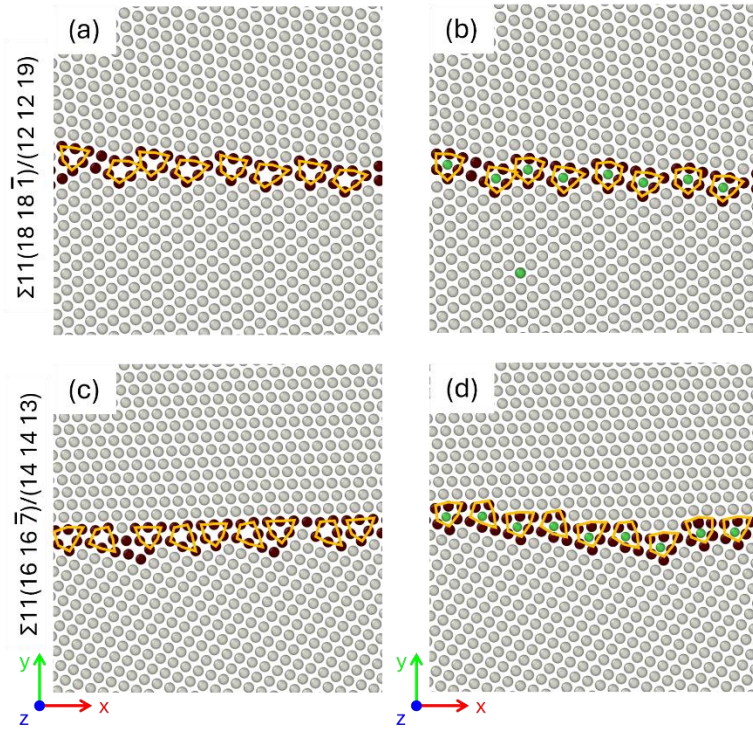 (a)
(b)
Σ11(18 18 1̅)/(12 12 19)
(c)
(d)
Σ11(16 16 7̅)/(14 14 13)
y
z
x
y
z
x